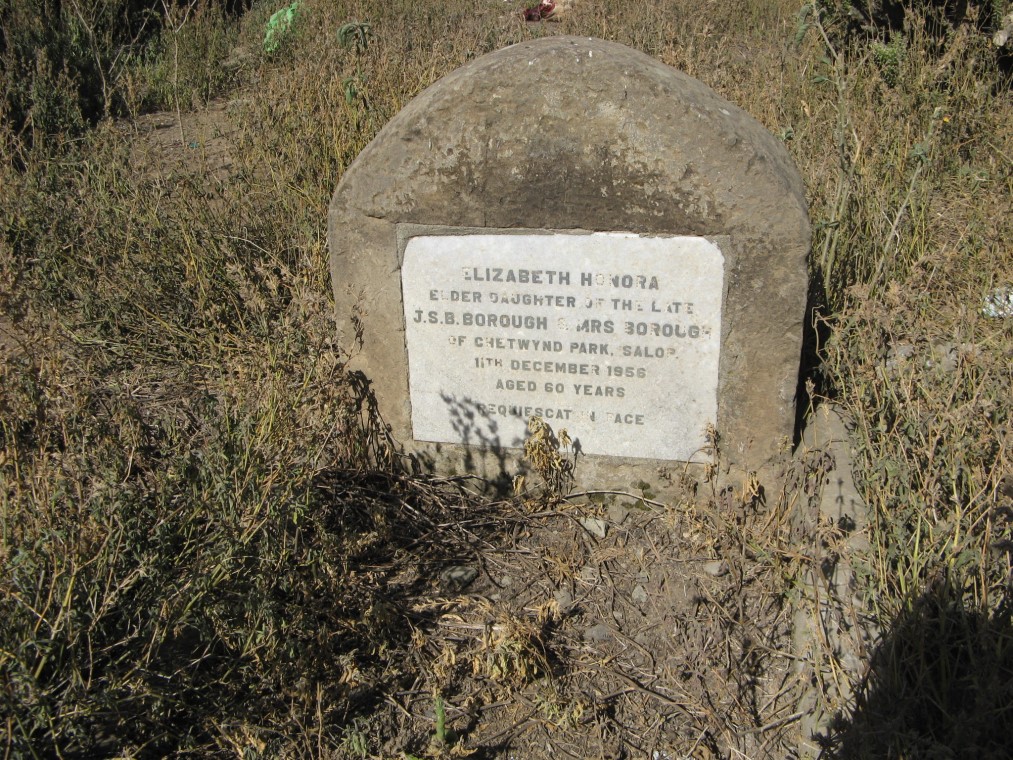 ELIZABETH HONORA
ELDER DAUGHTER OF THE LATE
J.S.B. BOROUGH & MRS BOROUGH
OF CHETWYND PARK, SALOP.
11TH DECEMBER 1956
AGED 60 YEARS
REQUIESCAT IN PACE